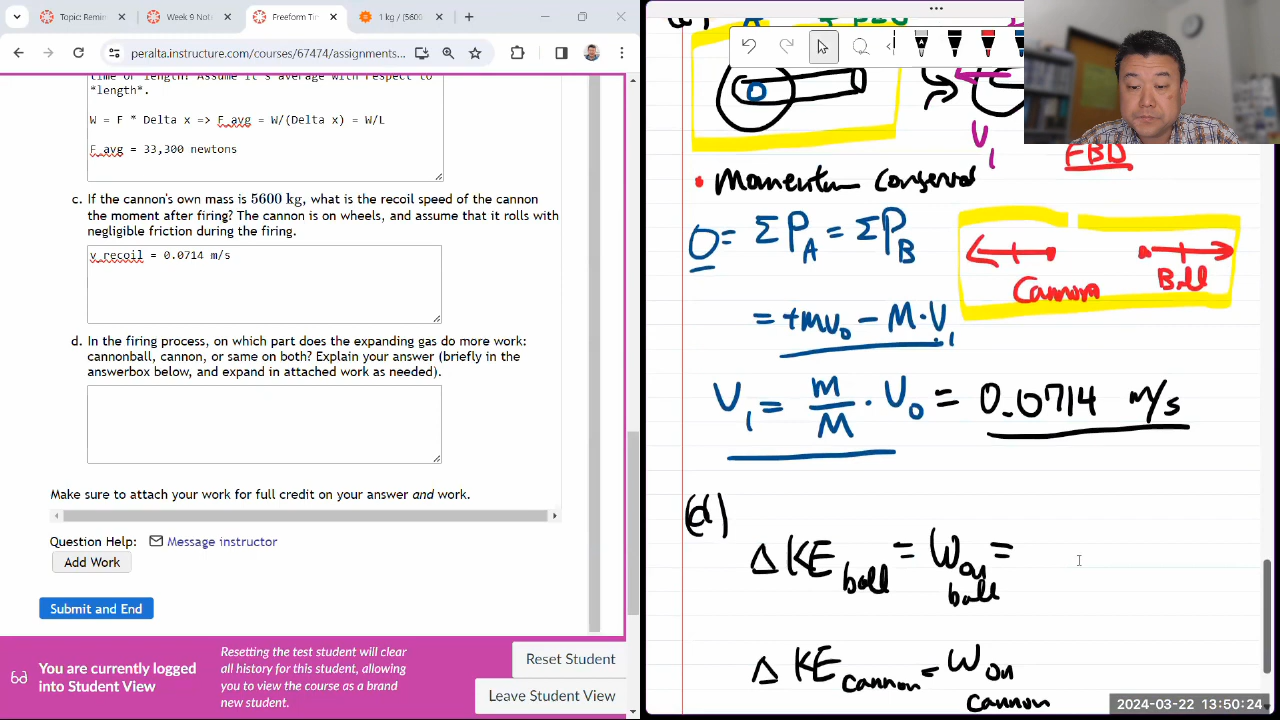 Topic: Remin
Week 9 Not
Freeform Tir
1 kg / (5600
peralta.instructure.com/courses/67471/assignments...
time or length! Assume it's average with respect to
"length".
W = F * Delta x => F_avg = W/(Delta x) = W/L
F_avg = 33,300 newtons
c. If the cannon's own mass is 5600 kg, what is the recoil speed of the cannon
the moment after firing? The cannon is on wheels, and assume that it rolls with
negligible friction during the firing.
v_recoil = 0.0714 m/s
d. In the firing process, on which part does the expanding gas do more work:
cannonball, cannon, or same on both? Explain your answer (briefly in the
answerbox below, and expand in attached work as needed).
Make sure to attach your work for full credit on your answer and work.
Question Help: Message instructor
Add Work
Submit and End
You are currently logged
into Student View
Resetting the test student will clear
all history for this student, allowing
you to view the course as a brand
new student.
Reset Student
Leave Student View
V1
FBD
• Momentum Conserved
0 = ΣPA = ΣPB
= +mv0 − M·V1
Cannon
Ball
V1 = m/M · V0 = 0.0714 m/s
(d)
Δ KE ball = W on ball =
Δ KE cannon = W on cannon
2024-03-22 13:50:24